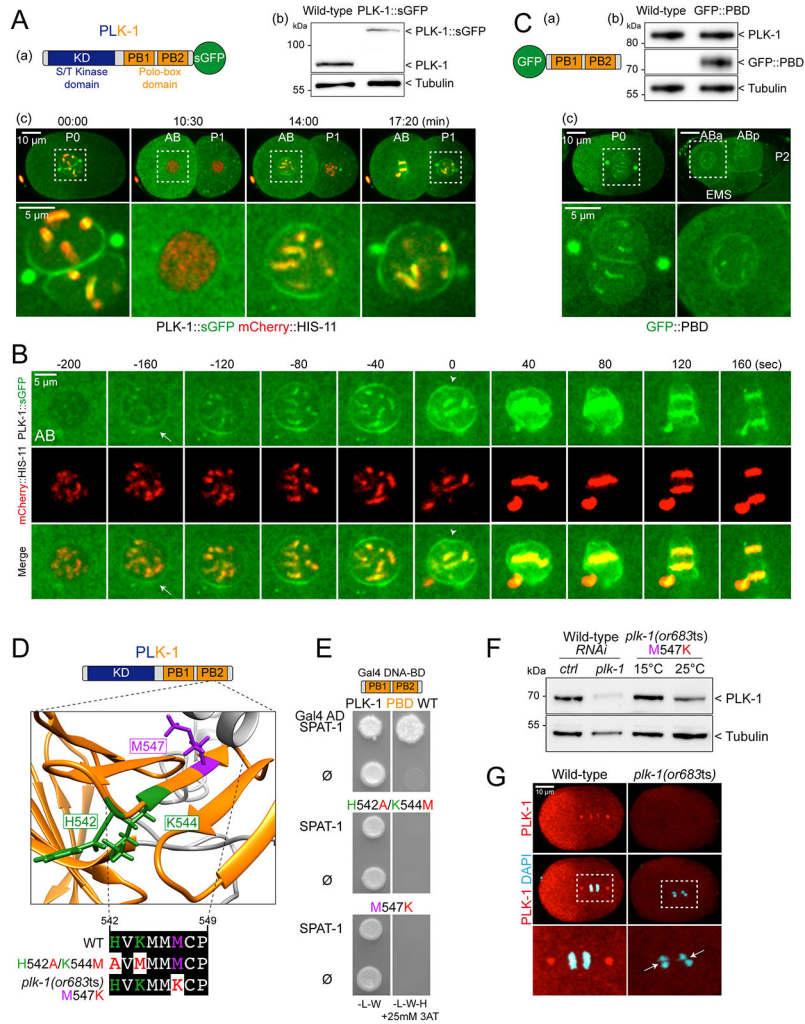 A
PLK-1
(a)
KD
PB1
PB2
sGFP
S/T Kinase
domain
Polo-box
domain
(b)
Wild-type PLK-1::sGFP
kDa
100
75
55
< PLK-1::sGFP
< PLK-1
< Tubulin
(c)
00:00
10:30
14:00
17:20 (min)
10 µm
P0
AB
P1
AB
P1
AB
P1
5 µm
PLK-1::sGFP mCherry::HIS-11
C
(a)
GFP
PB1
PB2
(b)
Wild-type GFP::PBD
kDa
80
75
55
< PLK-1
< GFP::PBD
< Tubulin
(c)
10 µm
P0
ABa
ABp
P2
EMS
5 µm
GFP::PBD
B
-200
-160
-120
-80
-40
0
40
80
120
160 (sec)
5 µm
AB
PLK-1::sGFP
mCherry::HIS-11
Merge
D
PLK-1
KD
PB1
PB2
M547
H542
K544
542
549
WT
HVKMMMCP
H542A/K544M
AVMMMMCP
plk-1(or683ts)
M547K
HVKMMKCP
E
Gal4 DNA-BD
PB1
PB2
PLK-1 PBD WT
Gal4 AD
SPAT-1
Ø
H542A/K544M
SPAT-1
Ø
M547K
SPAT-1
Ø
-L-W
-L-W-H
+25mM 3AT
F
Wild-type
RNAi
plk-1(or683ts)
M547K
kDa
ctrl
plk-1
15°C
25°C
70
55
< PLK-1
< Tubulin
G
Wild-type
plk-1(or683ts)
10 µm
PLK-1
PLK-1 DAPI